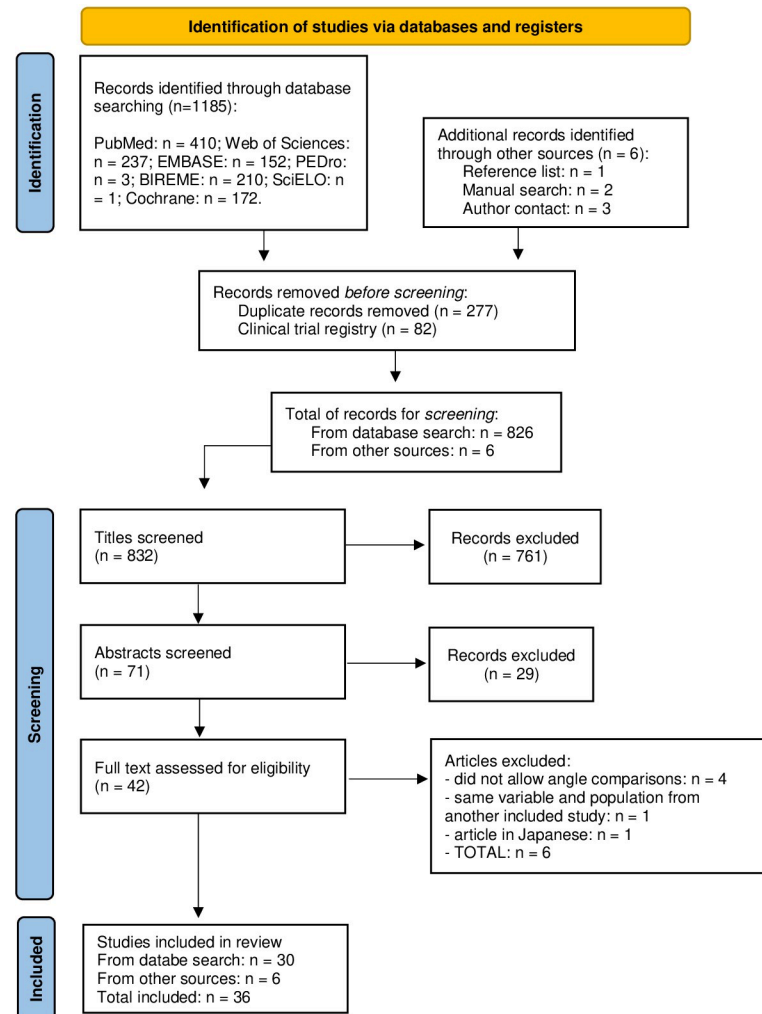 Identification of studies via databases and registers
Identification
Records identified through database
searching (n=1185):
PubMed: n = 410; Web of Sciences:
n = 237; EMBASE: n = 152; PEDro:
n = 3; BIREME: n = 210; SciELO: n
= 1; Cochrane: n = 172.
Additional records identified
through other sources (n = 6):
Reference list: n = 1
Manual search: n = 2
Author contact: n = 3
Records removed before screening:
Duplicate records removed (n = 277)
Clinical trial registry (n = 82)
Total of records for screening:
From database search: n = 826
From other sources: n = 6
Screening
Titles screened
(n = 832)
Records excluded
(n = 761)
Abstracts screened
(n = 71)
Records excluded
(n = 29)
Full text assessed for eligibility
(n = 42)
Articles excluded:
- did not allow angle comparisons: n = 4
- same variable and population from
another included study: n = 1
- article in Japanese: n = 1
- TOTAL: n = 6
Included
Studies included in review
From databe search: n = 30
From other sources: n = 6
Total included: n = 36